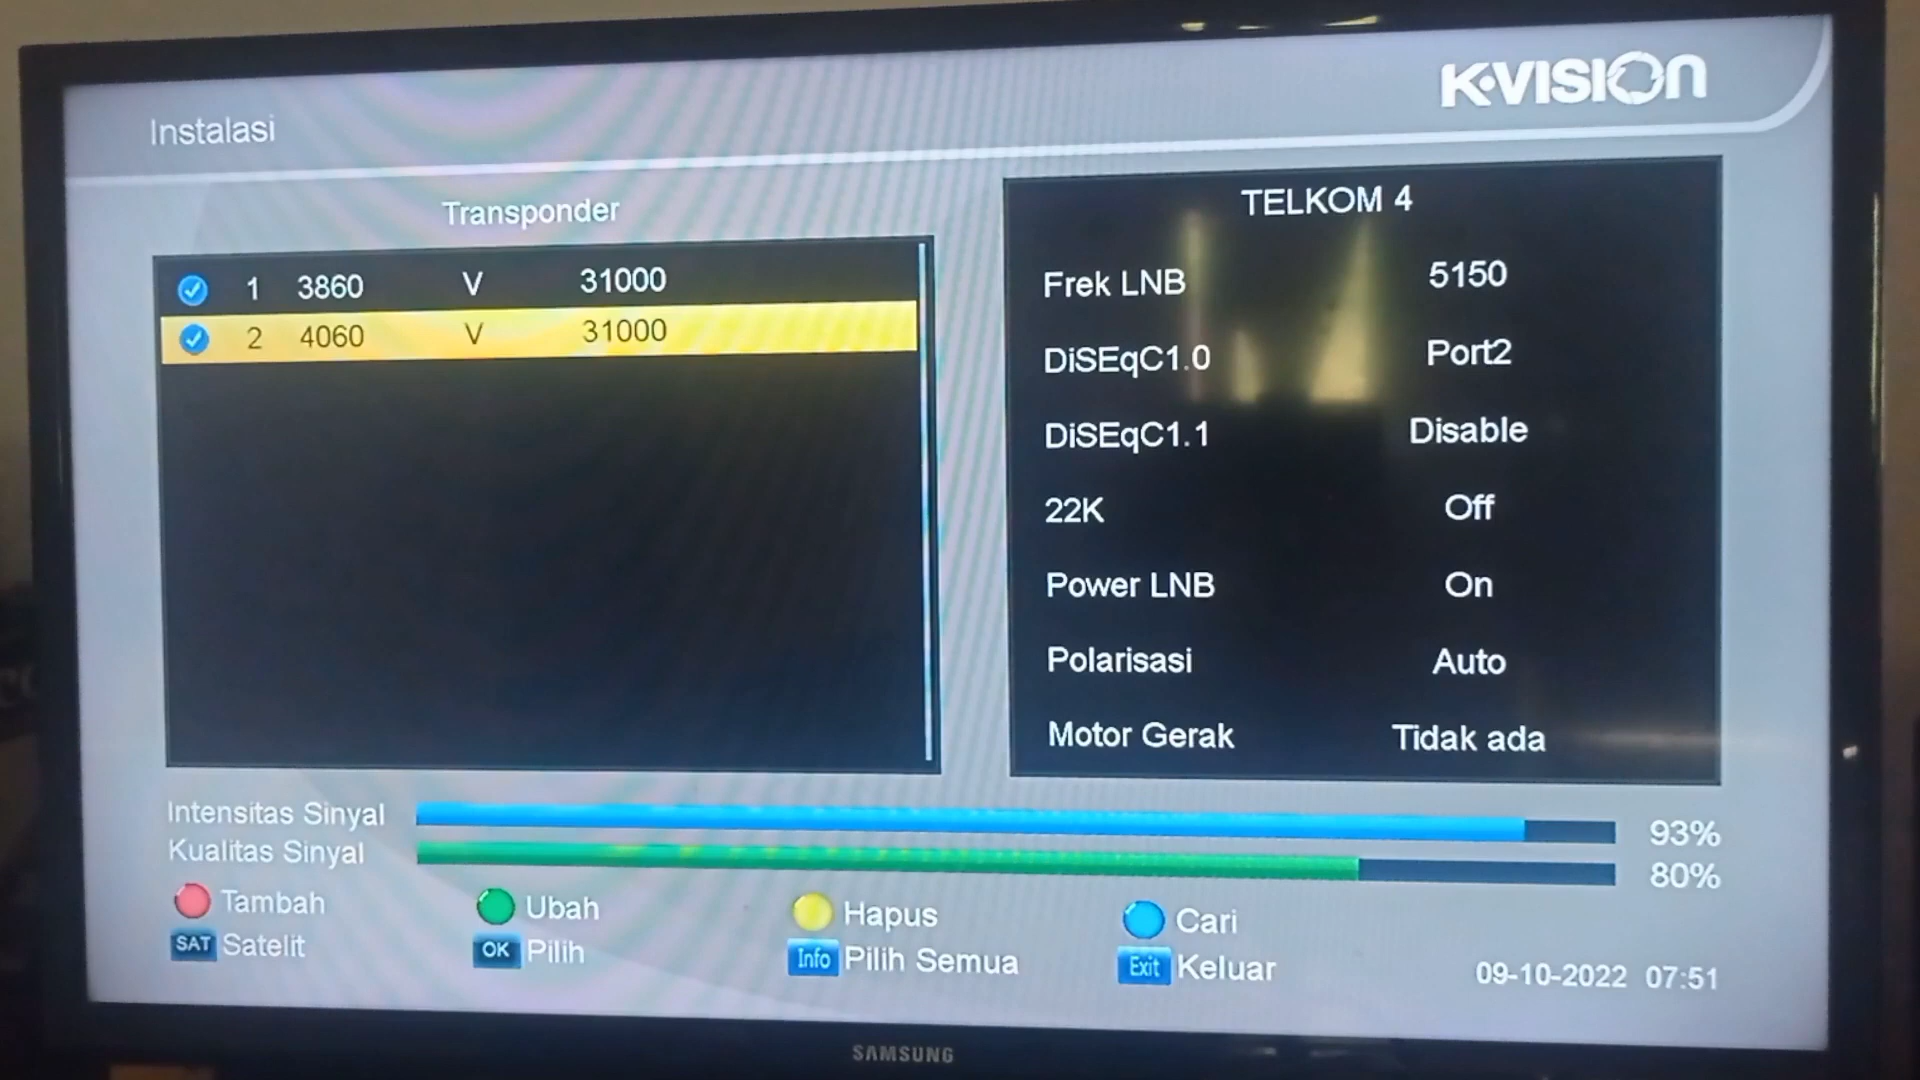 K-VISION
Instalasi
Transponder
1 3860 V 31000
2 4060 V 31000
TELKOM 4
Frek LNB 5150
DiSEqC1.0 Port2
DiSEqC1.1 Disable
22K Off
Power LNB On
Polarisasi Auto
Motor Gerak Tidak ada
Intensitas Sinyal 93%
Kualitas Sinyal 80%
Tambah Ubah Hapus Cari
SAT Satelit OK Pilih Info Pilih Semua Exit Keluar
09-10-2022 07:51
SAMSUNG